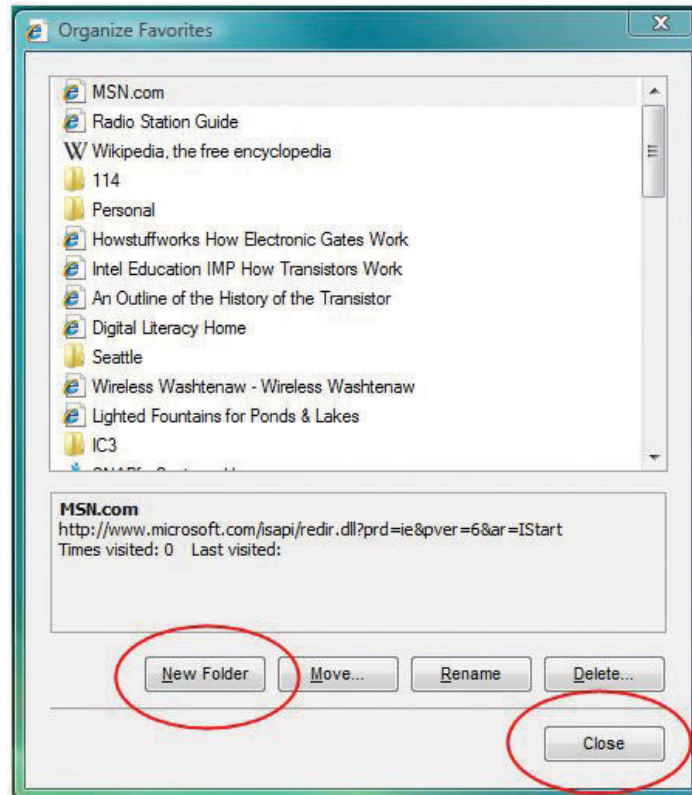 Organize Favorites
MSN.com
Radio Station Guide
W Wikipedia, the free encyclopedia
114
Personal
Howstuffworks How Electronic Gates Work
Intel Education IMP How Transistors Work
An Outline of the History of the Transistor
Digital Literacy Home
Seattle
Wireless Washtenaw - Wireless Washtenaw
Lighted Fountains for Ponds & Lakes
IC3
MSN.com
http://www.microsoft.com/isapi/redir.dll?prd=ie&pver=6&ar=IStart
Times visited: 0 Last visited:
New Folder Move... Rename Delete...
Close